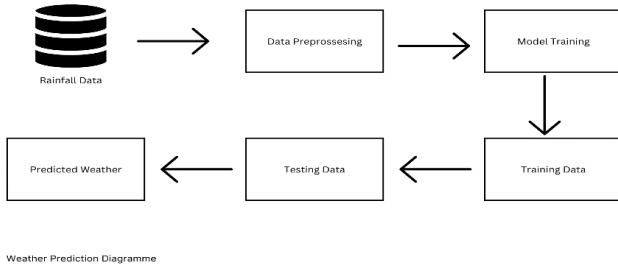 Rainfall Data
Data Preprossesing
Model Training
Predicted Weather
Testing Data
Training Data
Weather Prediction Diagramme